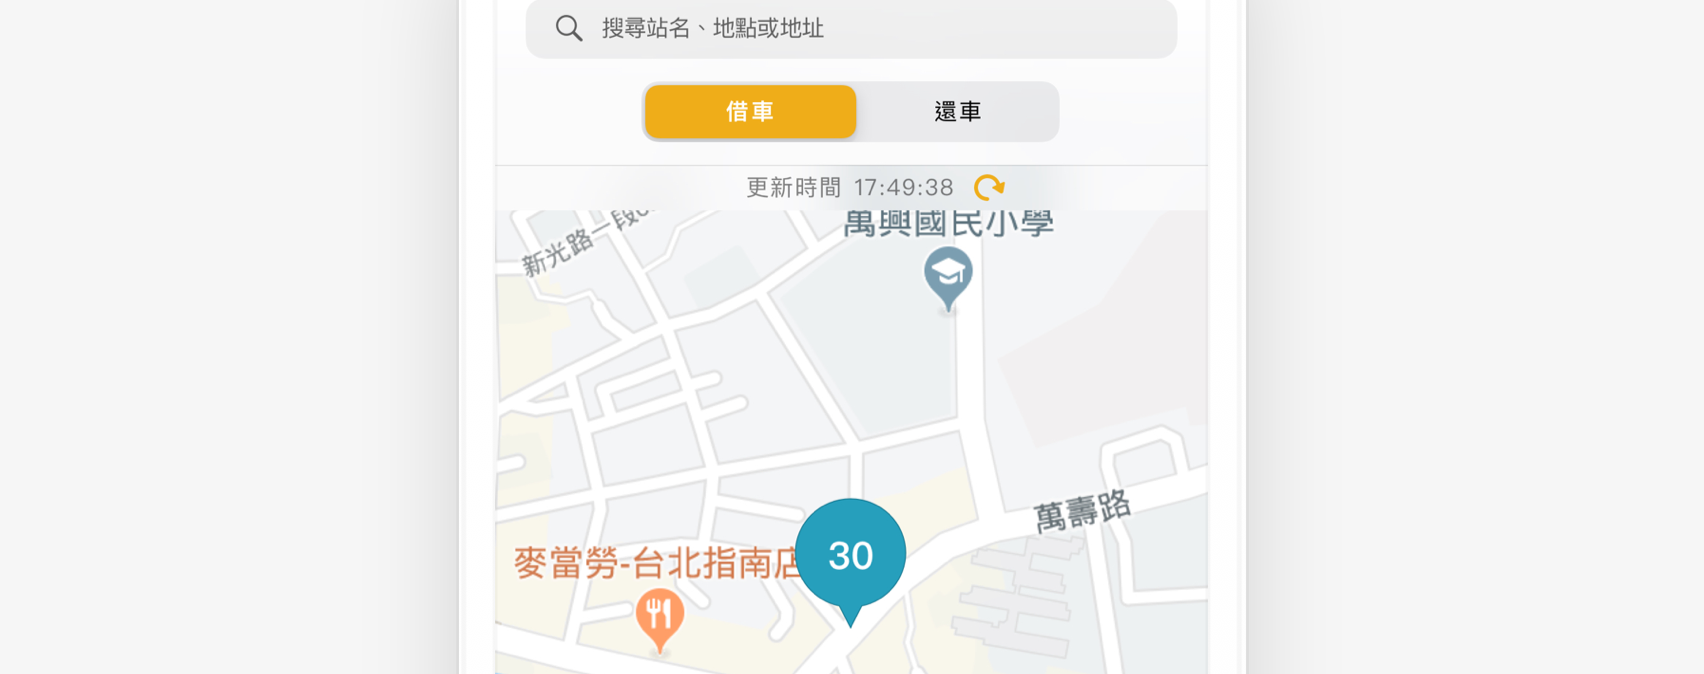 搜尋站名、地點或地址
借車
還車
更新時間 17:49:38
萬興國民小學
新光路一段
萬壽路
麥當勞-台北指南店
30